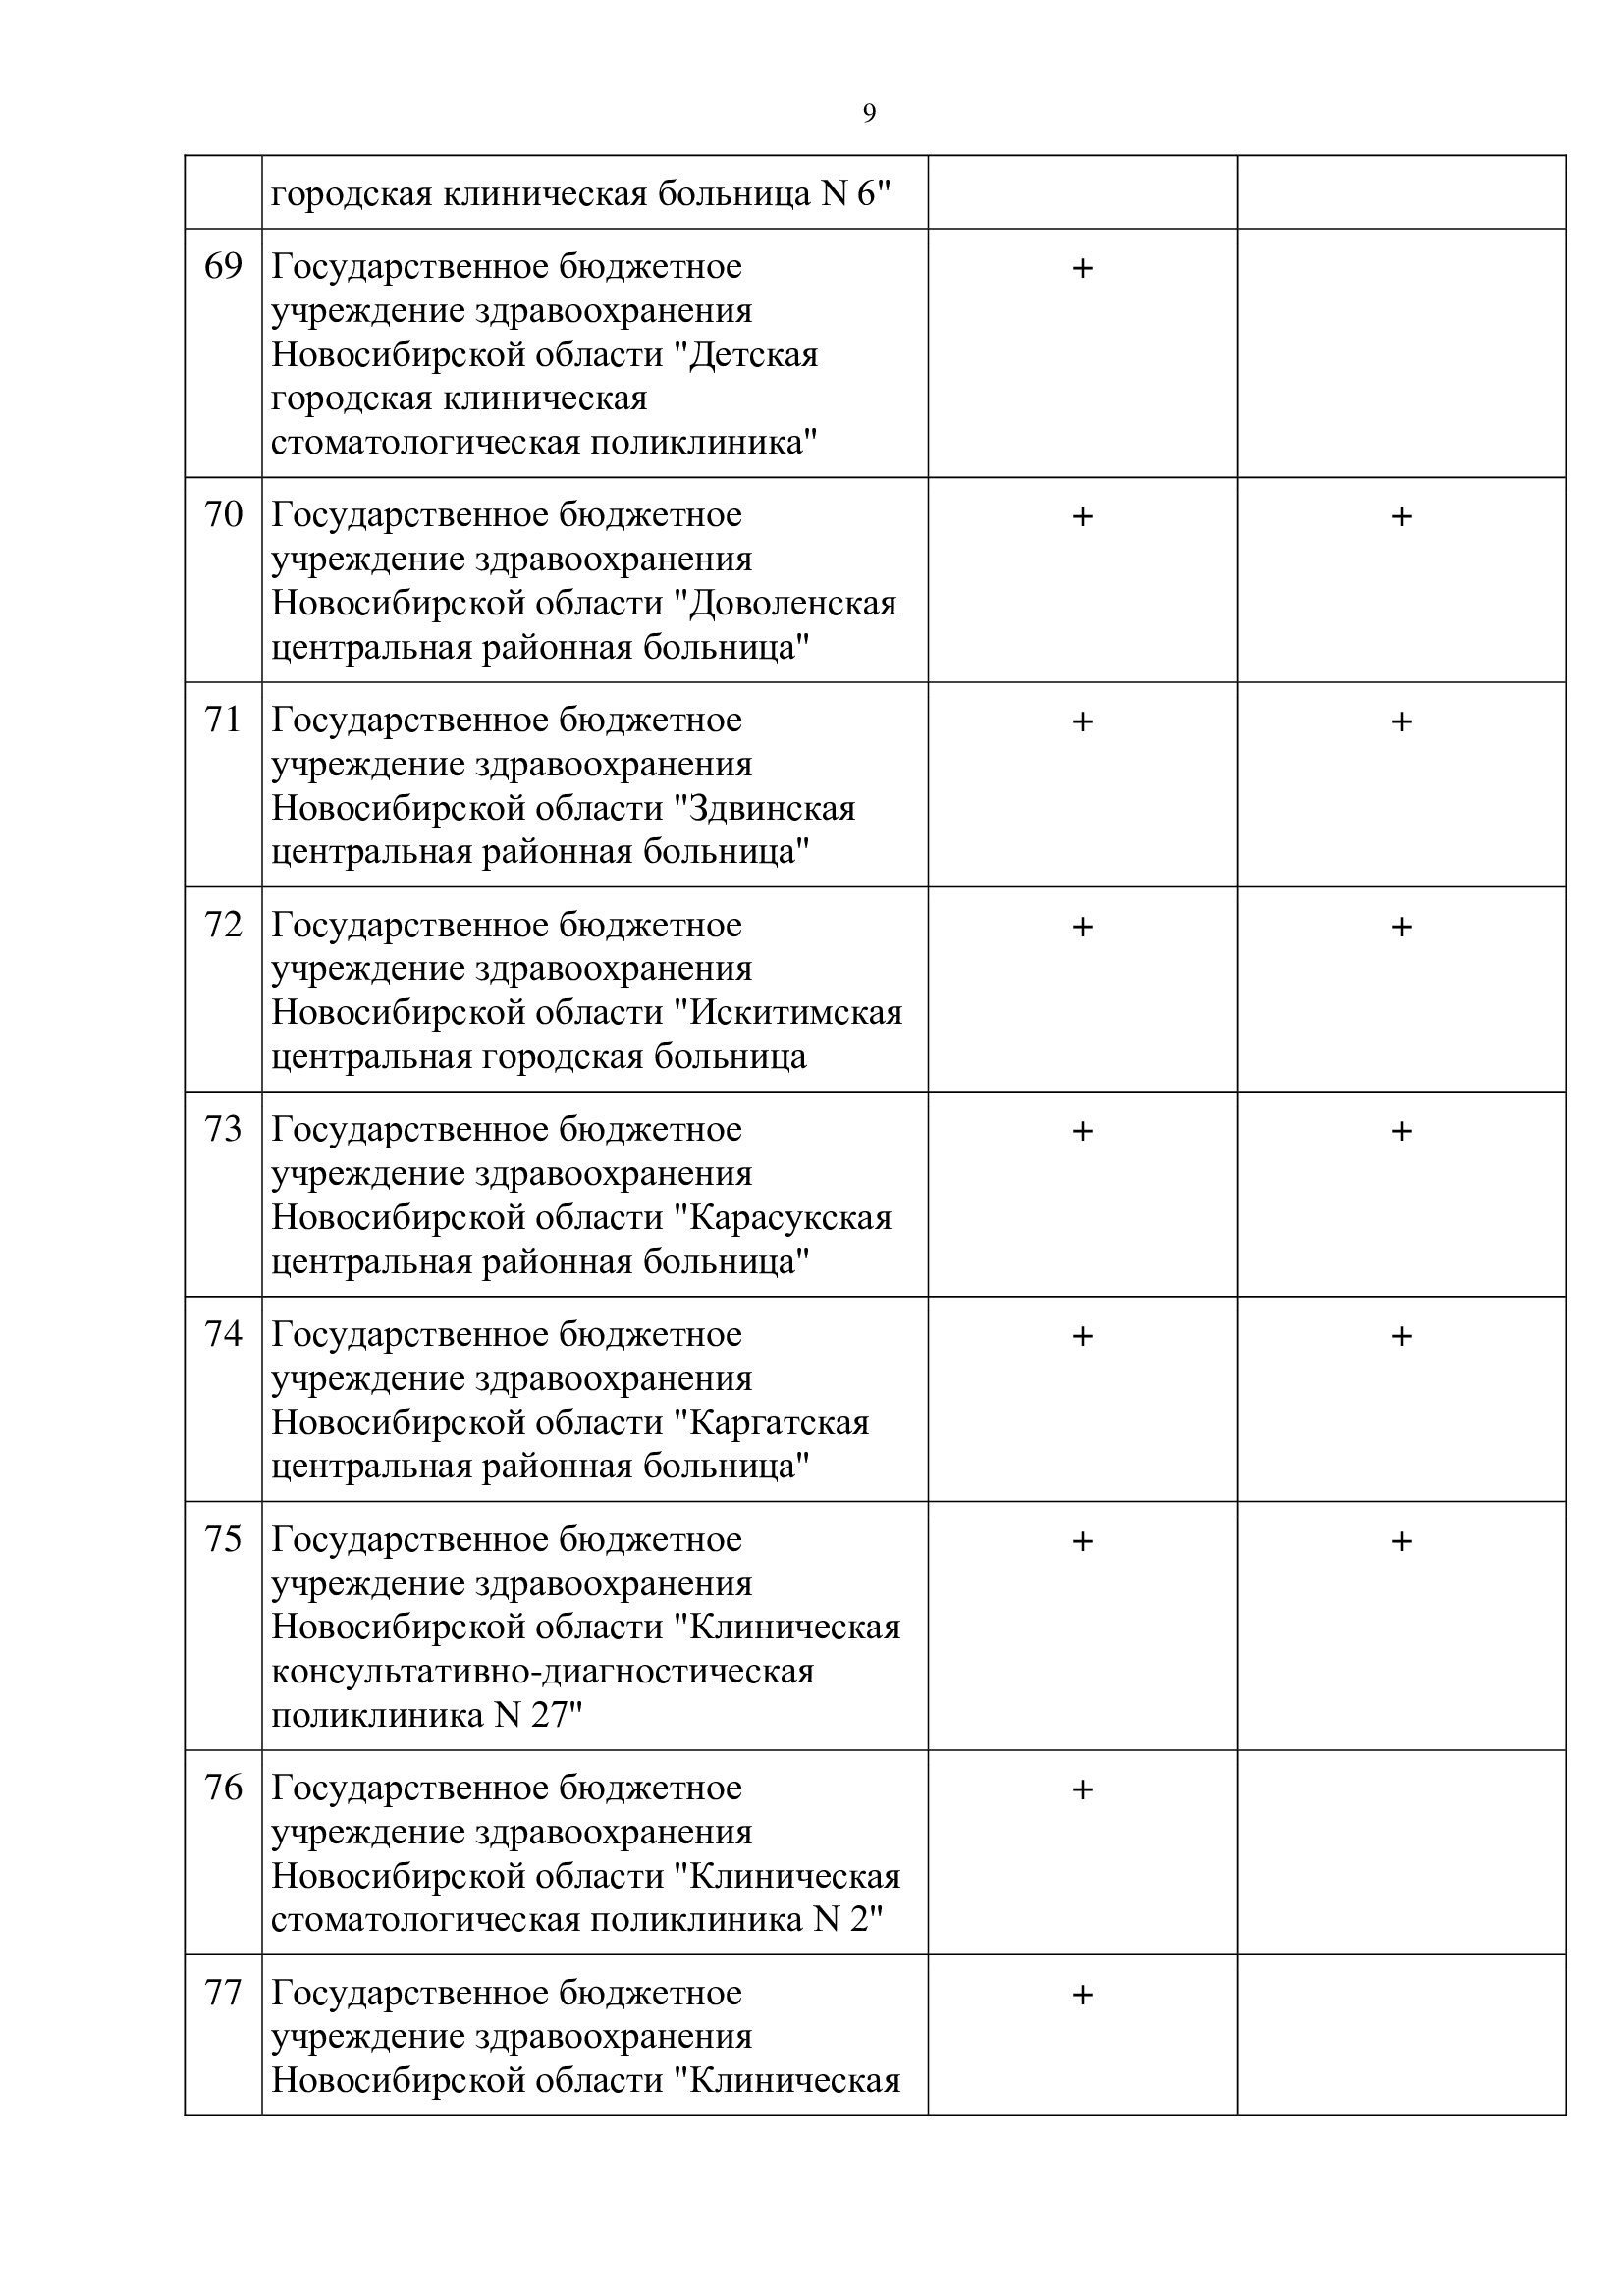 9
городская клиническая больница N 6"
69 Государственное бюджетное + 
учреждение здравоохранения
Новосибирской области "Детская
городская клиническая
стоматологическая поликлиника"
70 Государственное бюджетное + +
учреждение здравоохранения
Новосибирской области "Доволенская
центральная районная больница"
71 Государственное бюджетное + +
учреждение здравоохранения
Новосибирской области "Здвинская
центральная районная больница"
72 Государственное бюджетное + +
учреждение здравоохранения
Новосибирской области "Искитимская
центральная городская больница
73 Государственное бюджетное + +
учреждение здравоохранения
Новосибирской области "Карасукская
центральная районная больница"
74 Государственное бюджетное + +
учреждение здравоохранения
Новосибирской области "Каргатская
центральная районная больница"
75 Государственное бюджетное + +
учреждение здравоохранения
Новосибирской области "Клиническая
консультативно-диагностическая
поликлиника N 27"
76 Государственное бюджетное +
учреждение здравоохранения
Новосибирской области "Клиническая
стоматологическая поликлиника N 2"
77 Государственное бюджетное +
учреждение здравоохранения
Новосибирской области "Клиническая